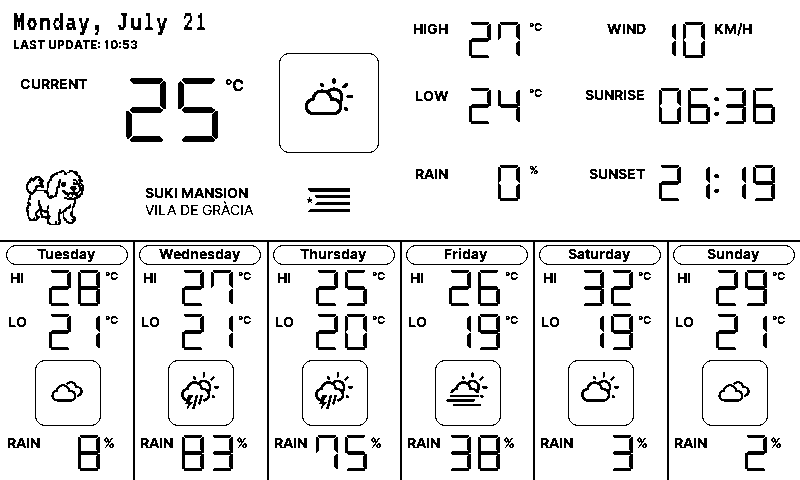 Monday, July 21
LAST UPDATE: 10:53
CURRENT 25 °C
HIGH 27 °C
LOW 24 °C
RAIN 0 %
WIND 10 KM/H
SUNRISE 06:36
SUNSET 21:19
SUKI MANSION
VILA DE GRÀCIA
Tuesday
HI 28 °C
LO 21 °C
RAIN 8 %
Wednesday
HI 27 °C
LO 21 °C
RAIN 83 %
Thursday
HI 25 °C
LO 20 °C
RAIN 75 %
Friday
HI 26 °C
LO 19 °C
RAIN 38 %
Saturday
HI 32 °C
LO 19 °C
RAIN 3 %
Sunday
HI 29 °C
LO 21 °C
RAIN 2 %